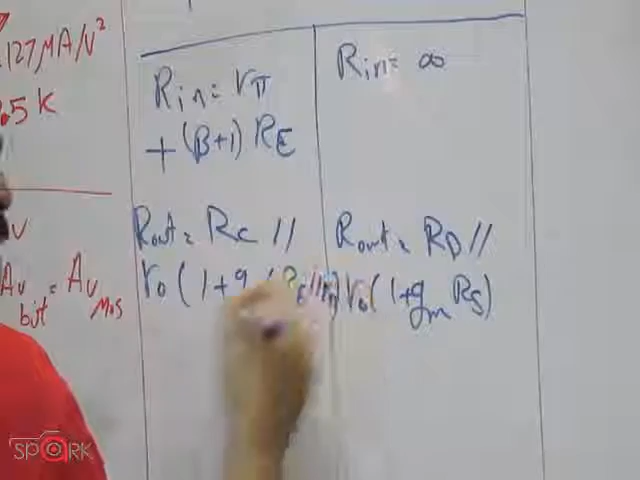 .127 MA/V²
.5 K
Rin = rπ
+ (β+1) RE
Rin = ∞
Rout = Rc //
ro ( 1+g
Rout = RD //
ro ( 1+gm RS)
AV bjt = AV MOS
SPARK